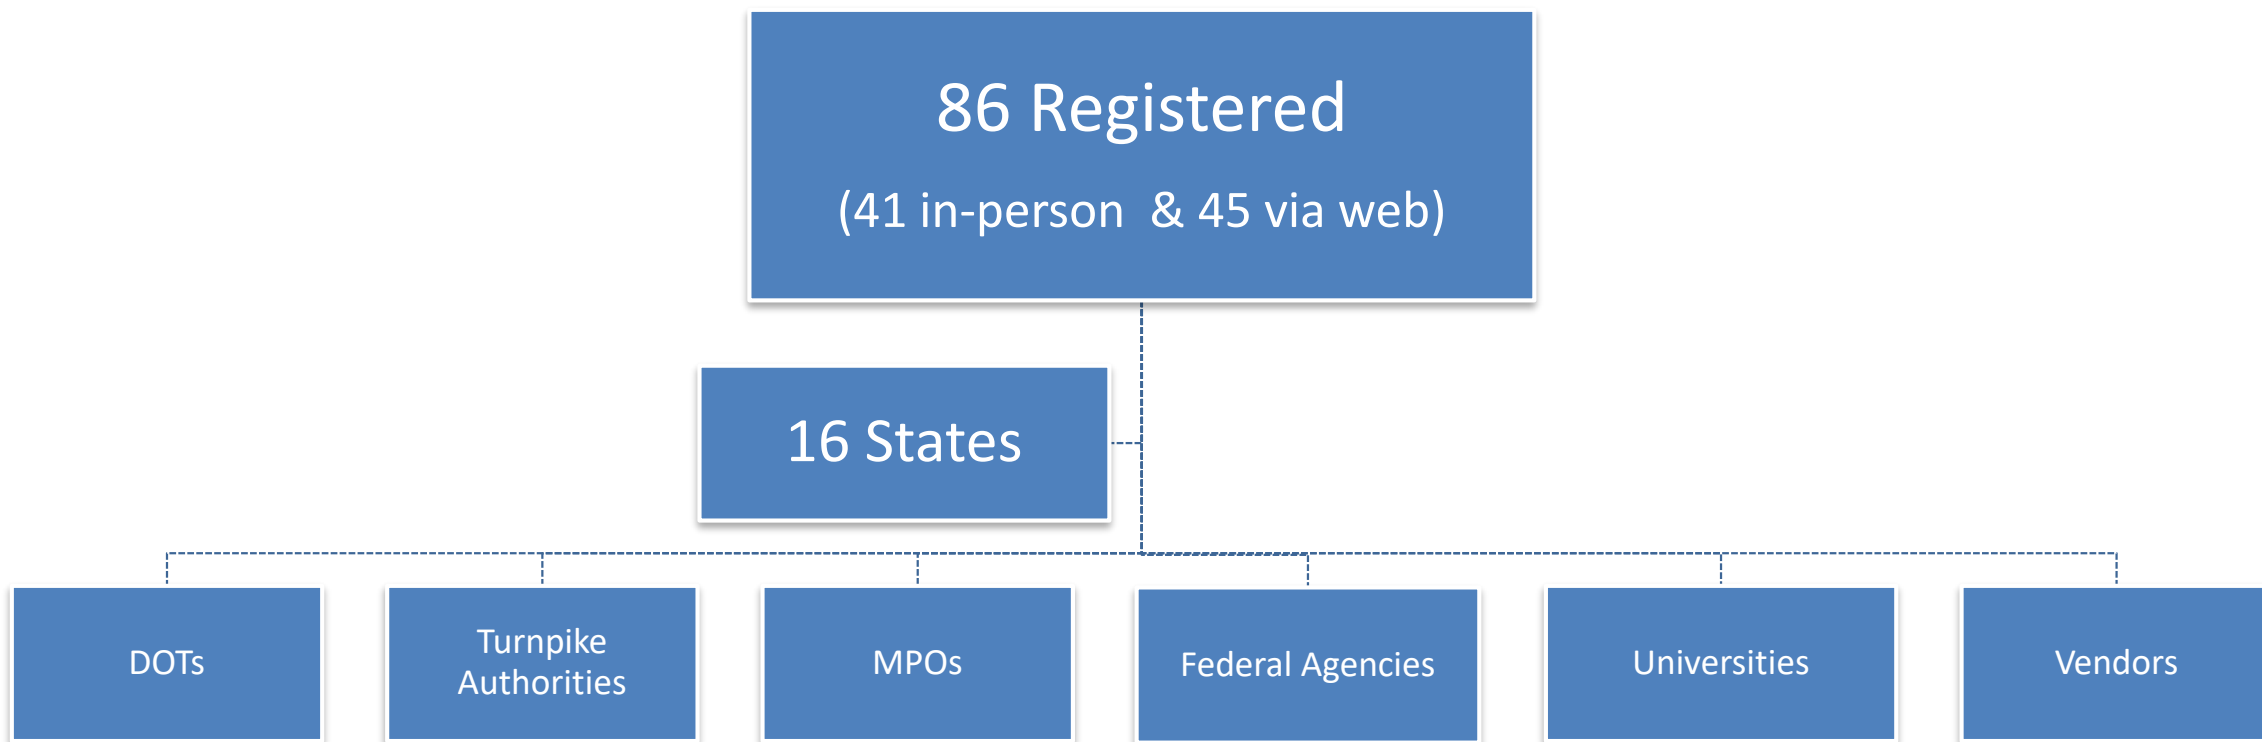 86 Registered
(41 in-person & 45 via web)
16 States
DOTs
Turnpike
Authorities
MPOs
Federal Agencies
Universities
Vendors